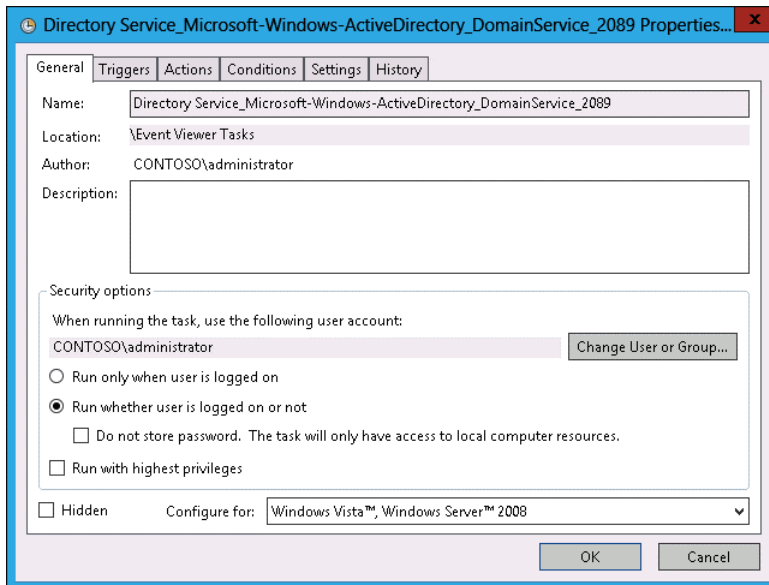 Directory Service_Microsoft-Windows-ActiveDirectory_DomainService_2089 Properties...
x
General Triggers Actions Conditions Settings History
Name: Directory Service_Microsoft-Windows-ActiveDirectory_DomainService_2089
Location: \Event Viewer Tasks
Author: CONTOSO\administrator
Description:
Security options
When running the task, use the following user account:
CONTOSO\administrator Change User or Group...
Run only when user is logged on
Run whether user is logged on or not
Do not store password. The task will only have access to local computer resources.
Run with highest privileges
Hidden Configure for: Windows Vista™, Windows Server™ 2008
OK Cancel